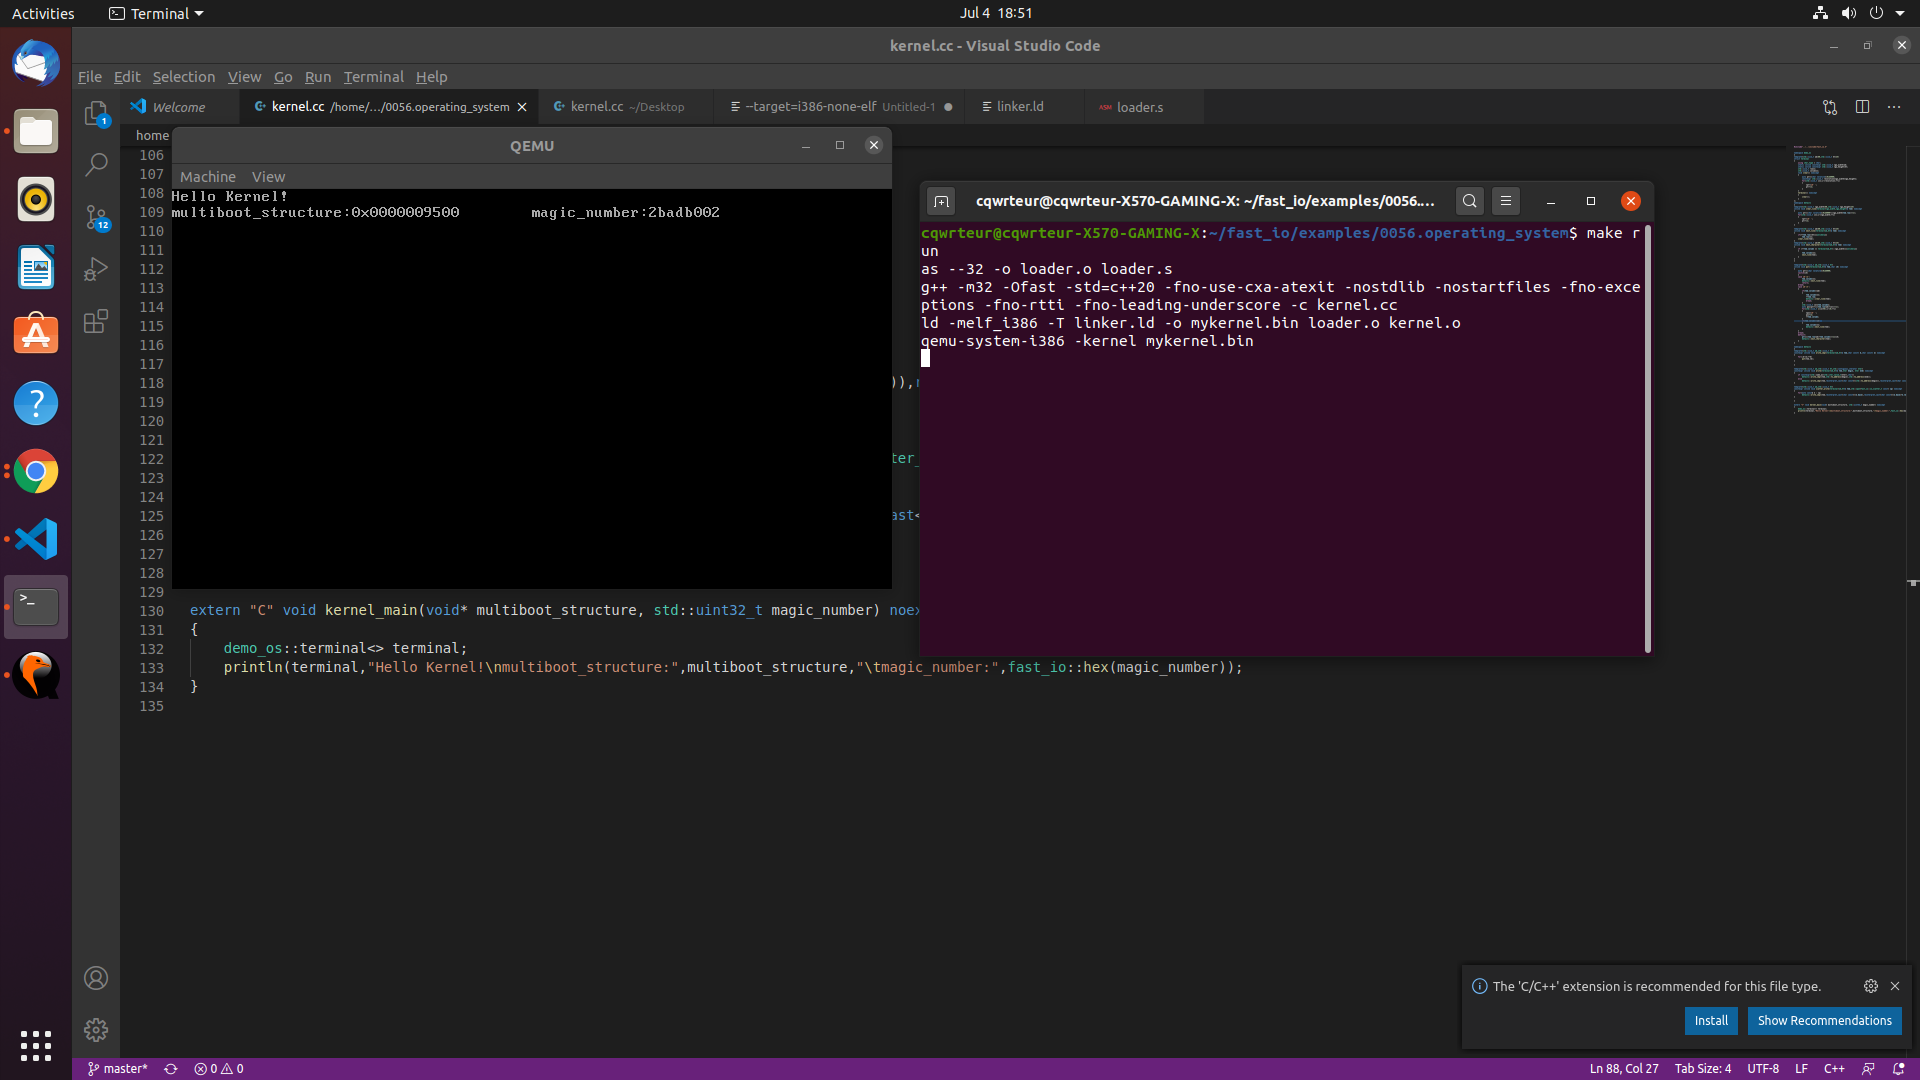 Activities
Terminal
Jul 4 18:51
kernel.cc - Visual Studio Code
File Edit Selection View Go Run Terminal Help
Welcome
kernel.cc /home/.../0056.operating_system
kernel.cc ~/Desktop
--target=i386-none-elf Untitled-1
linker.ld
ASM loader.s
home
1
12
QEMU
Machine View
Hello Kernel!
multiboot_structure:0x0000009500 magic_number:2badb002
cqwrteur@cqwrteur-X570-GAMING-X: ~/fast_io/examples/0056....
cqwrteur@cqwrteur-X570-GAMING-X:~/fast_io/examples/0056.operating_system$ make r
un
as --32 -o loader.o loader.s
g++ -m32 -Ofast -std=c++20 -fno-use-cxa-atexit -nostdlib -nostartfiles -fno-exce
ptions -fno-rtti -fno-leading-underscore -c kernel.cc
ld -melf_i386 -T linker.ld -o mykernel.bin loader.o kernel.o
qemu-system-i386 -kernel mykernel.bin
106
107
108
109
110
111
112
113
114
115
116
117
118 )),
119
120
121
122 ter_
123
124
125 ast<
126
127
128
129
130 extern "C" void kernel_main(void* multiboot_structure, std::uint32_t magic_number) noex
131 {
132 demo_os::terminal<> terminal;
133 println(terminal,"Hello Kernel!\nmultiboot_structure:",multiboot_structure,"\tmagic_number:",fast_io::hex(magic_number));
134 }
135
The 'C/C++' extension is recommended for this file type.
Install
Show Recommendations
master*
0 0
Ln 88, Col 27
Tab Size: 4
UTF-8
LF
C++